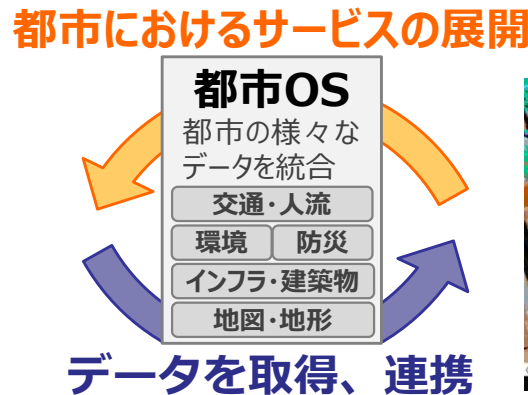 都市におけるサービスの展開
都市OS
都市の様々な
データを統合
交通・人流
環境 防災
インフラ・建築物
地図・地形
データを取得、連携